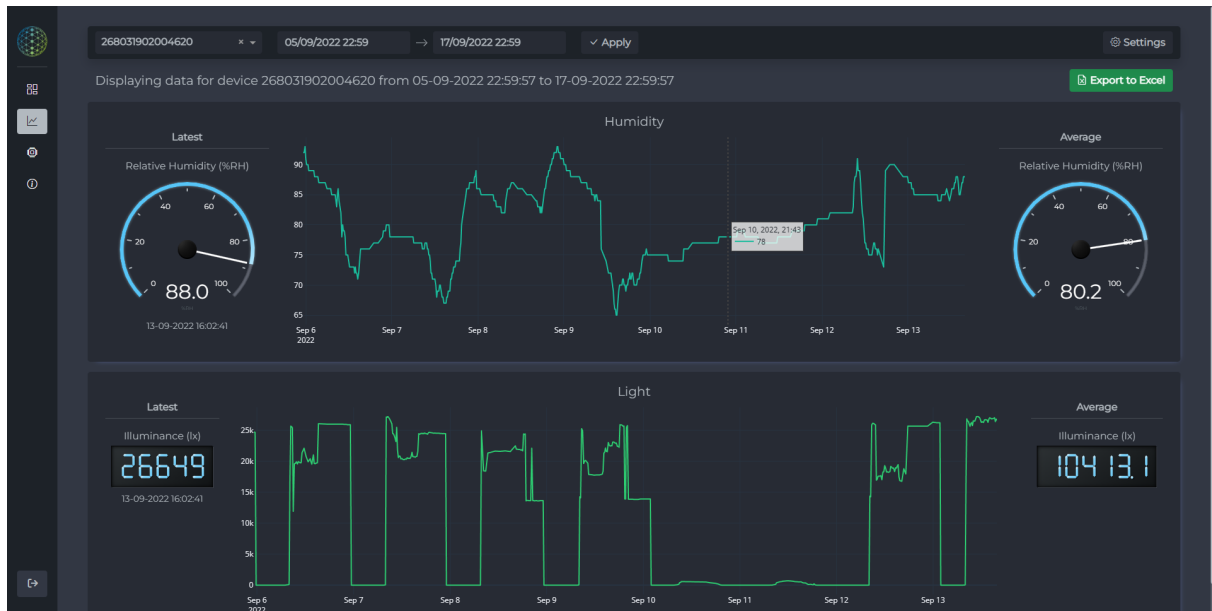 268031902004620 × 05/09/2022 22:59 → 17/09/2022 22:59 Apply Settings
Displaying data for device 268031902004620 from 05-09-2022 22:59:57 to 17-09-2022 22:59:57 Export to Excel
Humidity
Latest
Relative Humidity (%RH)
0 20 40 60 80 100
88.0
13-09-2022 16:02:41
90
85
80
75
70
65
Sep 10, 2022, 21:43
78
Sep 6 Sep 7 Sep 8 Sep 9 Sep 10 Sep 11 Sep 12 Sep 13
2022
Average
Relative Humidity (%RH)
0 20 40 60 80 100
80.2
Light
Latest
Illuminance (lx)
26649
13-09-2022 16:02:41
25k
20k
15k
10k
5k
0
Sep 6 Sep 7 Sep 8 Sep 9 Sep 10 Sep 11 Sep 12 Sep 13
2022
Average
Illuminance (lx)
10413.1